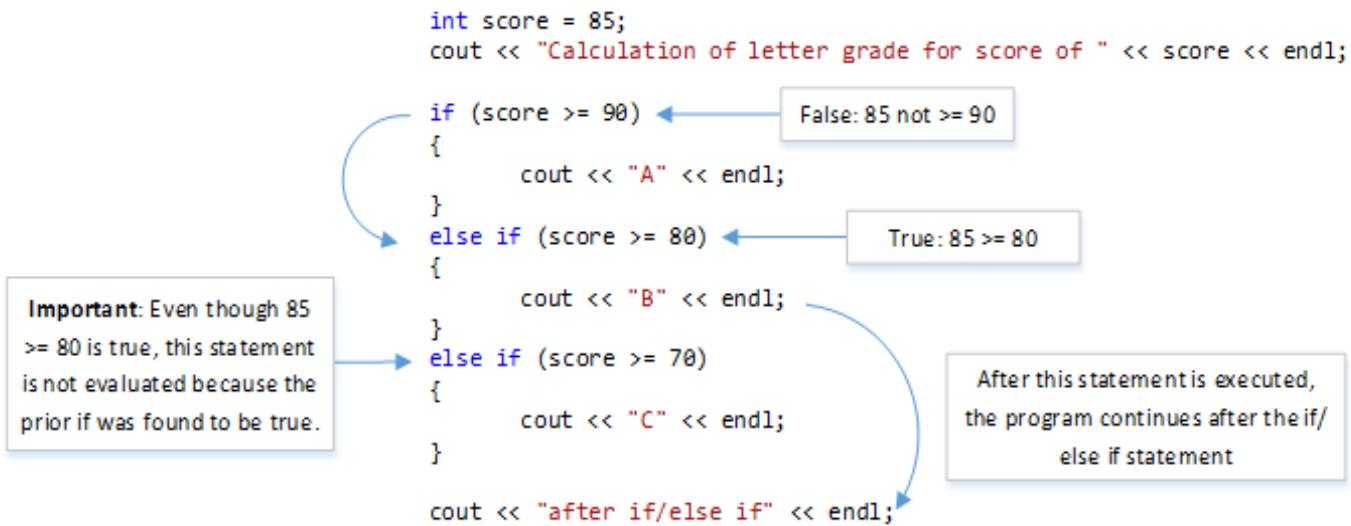 int score = 85;
cout << "Calculation of letter grade for score of " << score << endl;
if (score >= 90)
False: 85 not >= 90
{
cout << "A" << endl;
}
else if (score >= 80)
True: 85 >= 80
{
cout << "B" << endl;
}
Important: Even though 85
>= 80 is true, this statement
is not evaluated because the
prior if was found to be true.
else if (score >= 70)
{
cout << "C" << endl;
}
After this statement is executed,
the program continues after the if/
else if statement
cout << "after if/else if" << endl;